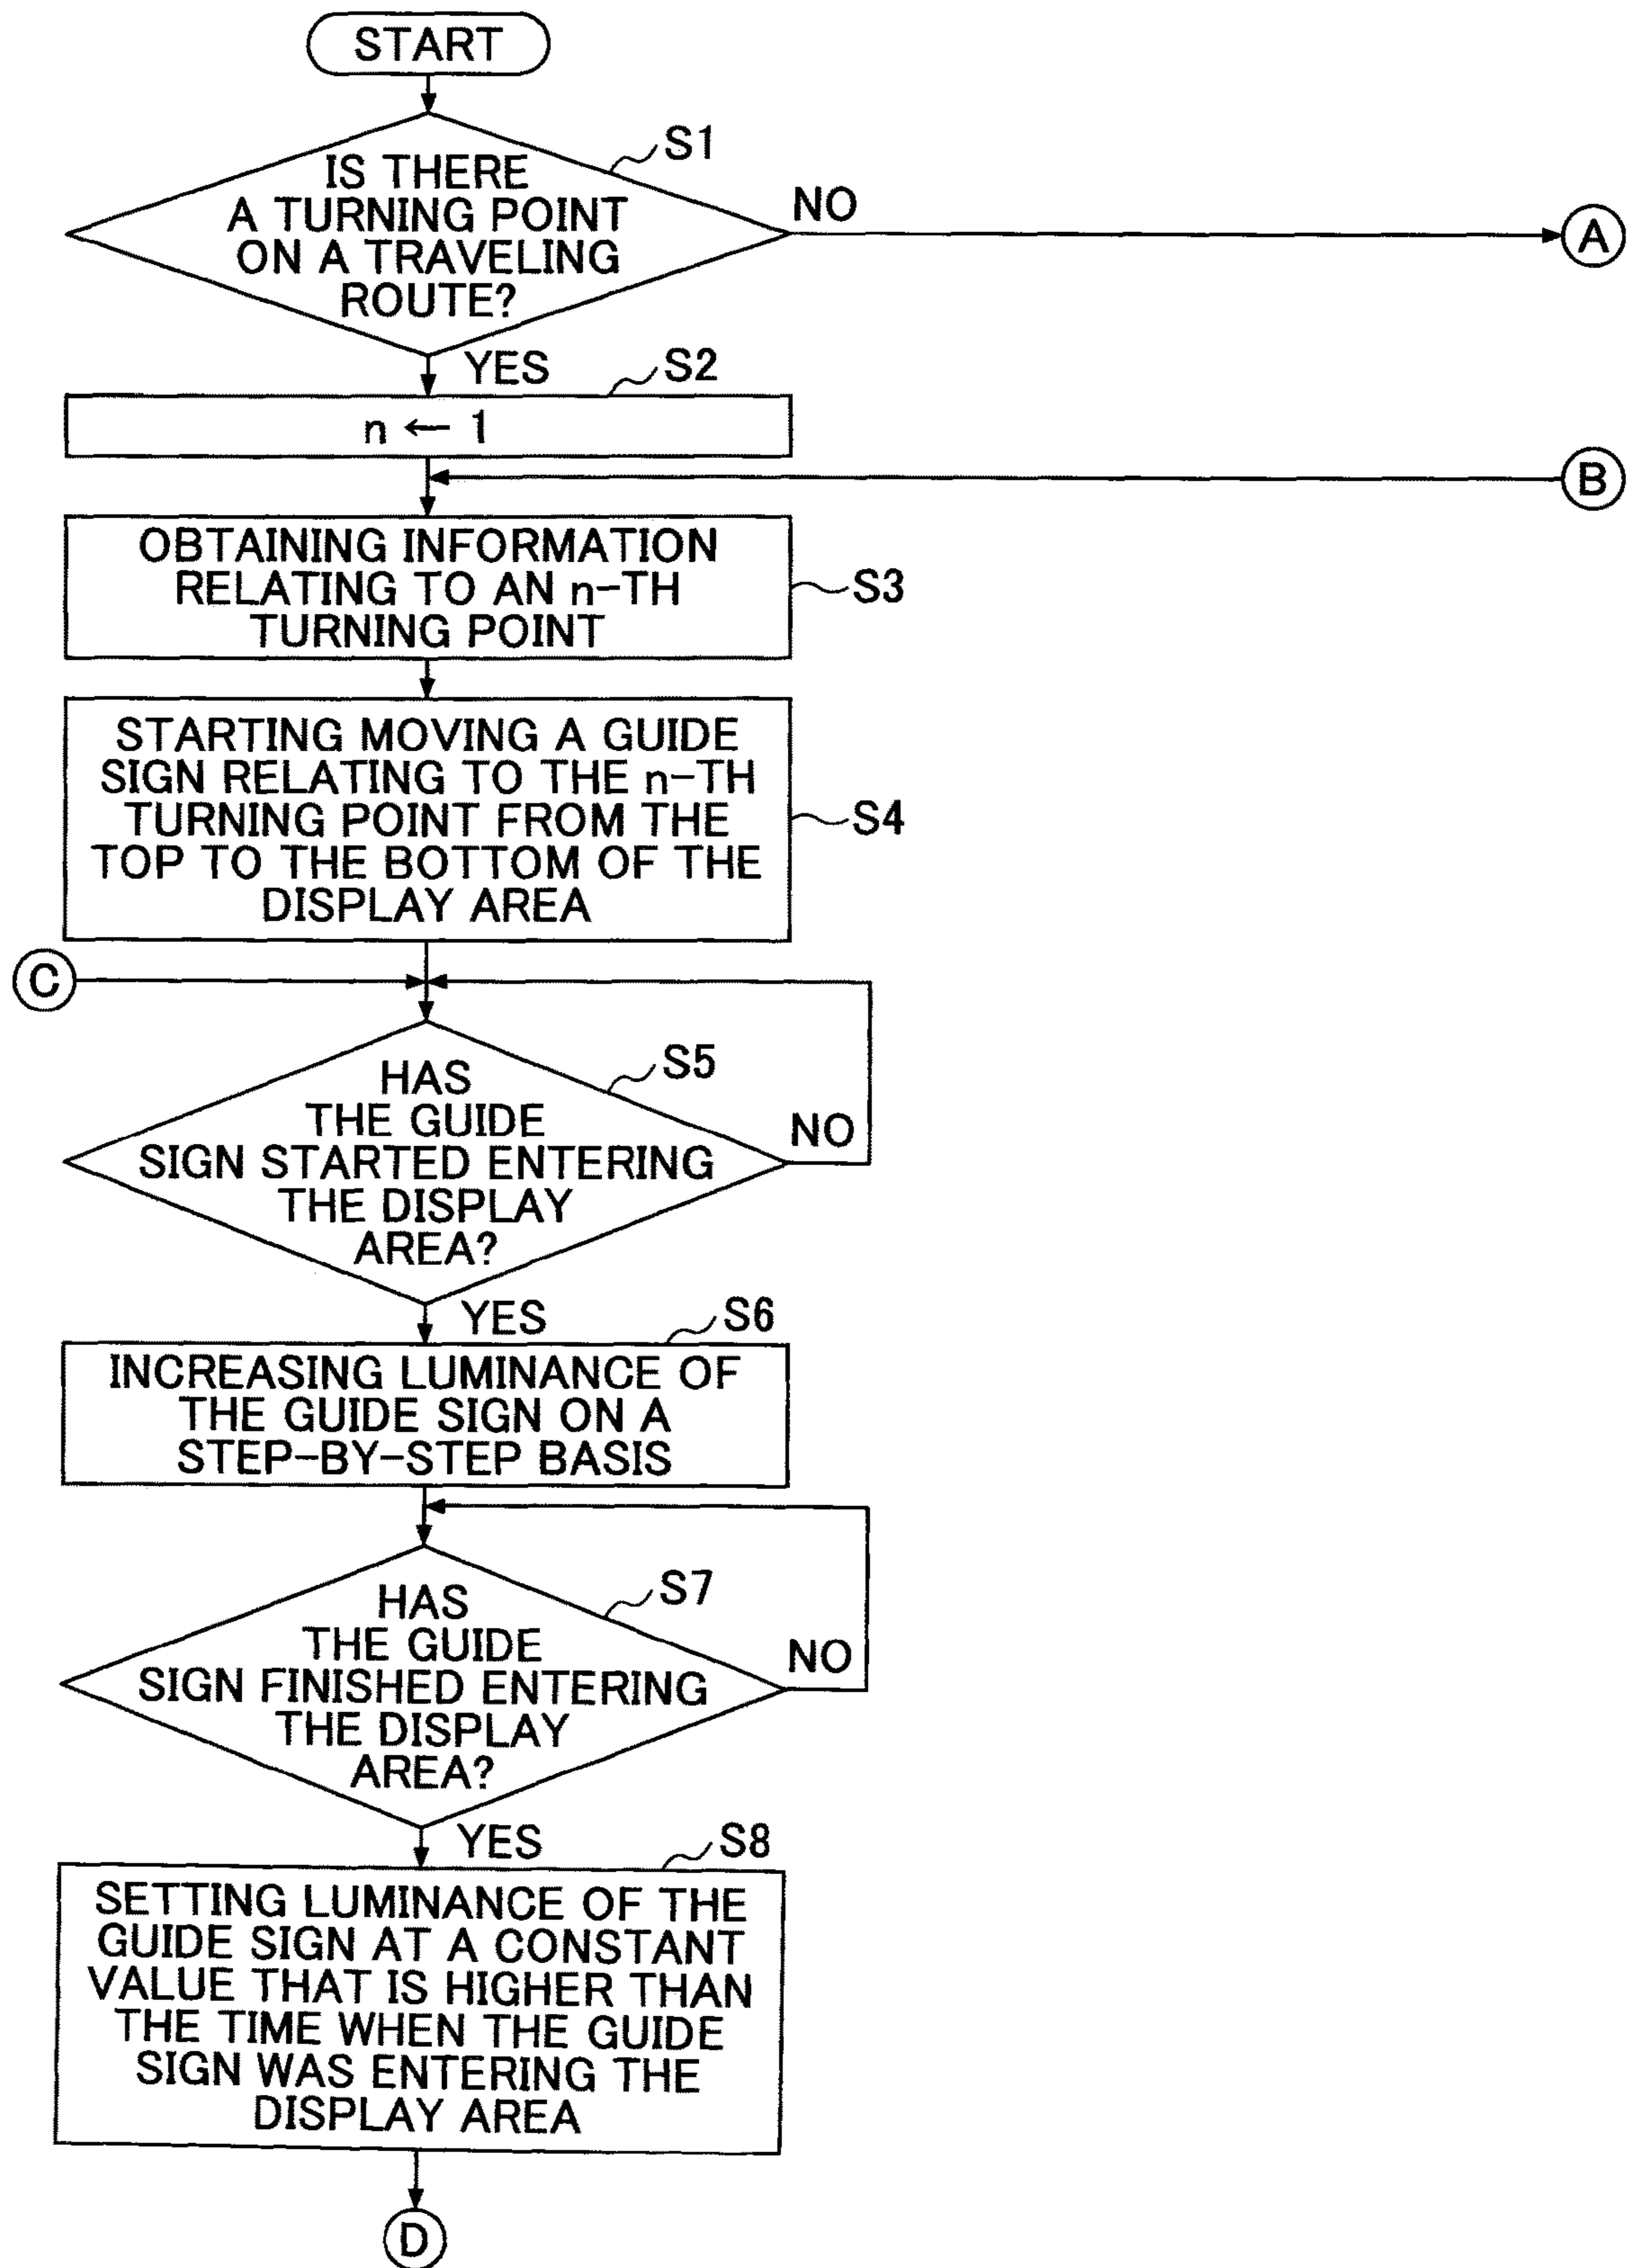 START
S1
IS THERE
A TURNING POINT
ON A TRAVELING
ROUTE?
NO
A
YES
S2
n ← 1
B
OBTAINING INFORMATION
RELATING TO AN n-TH
TURNING POINT
S3
STARTING MOVING A GUIDE
SIGN RELATING TO THE n-TH
TURNING POINT FROM THE
TOP TO THE BOTTOM OF THE
DISPLAY AREA
S4
C
S5
HAS
THE GUIDE
SIGN STARTED ENTERING
THE DISPLAY
AREA?
NO
YES
S6
INCREASING LUMINANCE OF
THE GUIDE SIGN ON A
STEP-BY-STEP BASIS
S7
HAS
THE GUIDE
SIGN FINISHED ENTERING
THE DISPLAY
AREA?
NO
YES
S8
SETTING LUMINANCE OF THE
GUIDE SIGN AT A CONSTANT
VALUE THAT IS HIGHER THAN
THE TIME WHEN THE GUIDE
SIGN WAS ENTERING THE
DISPLAY AREA
D